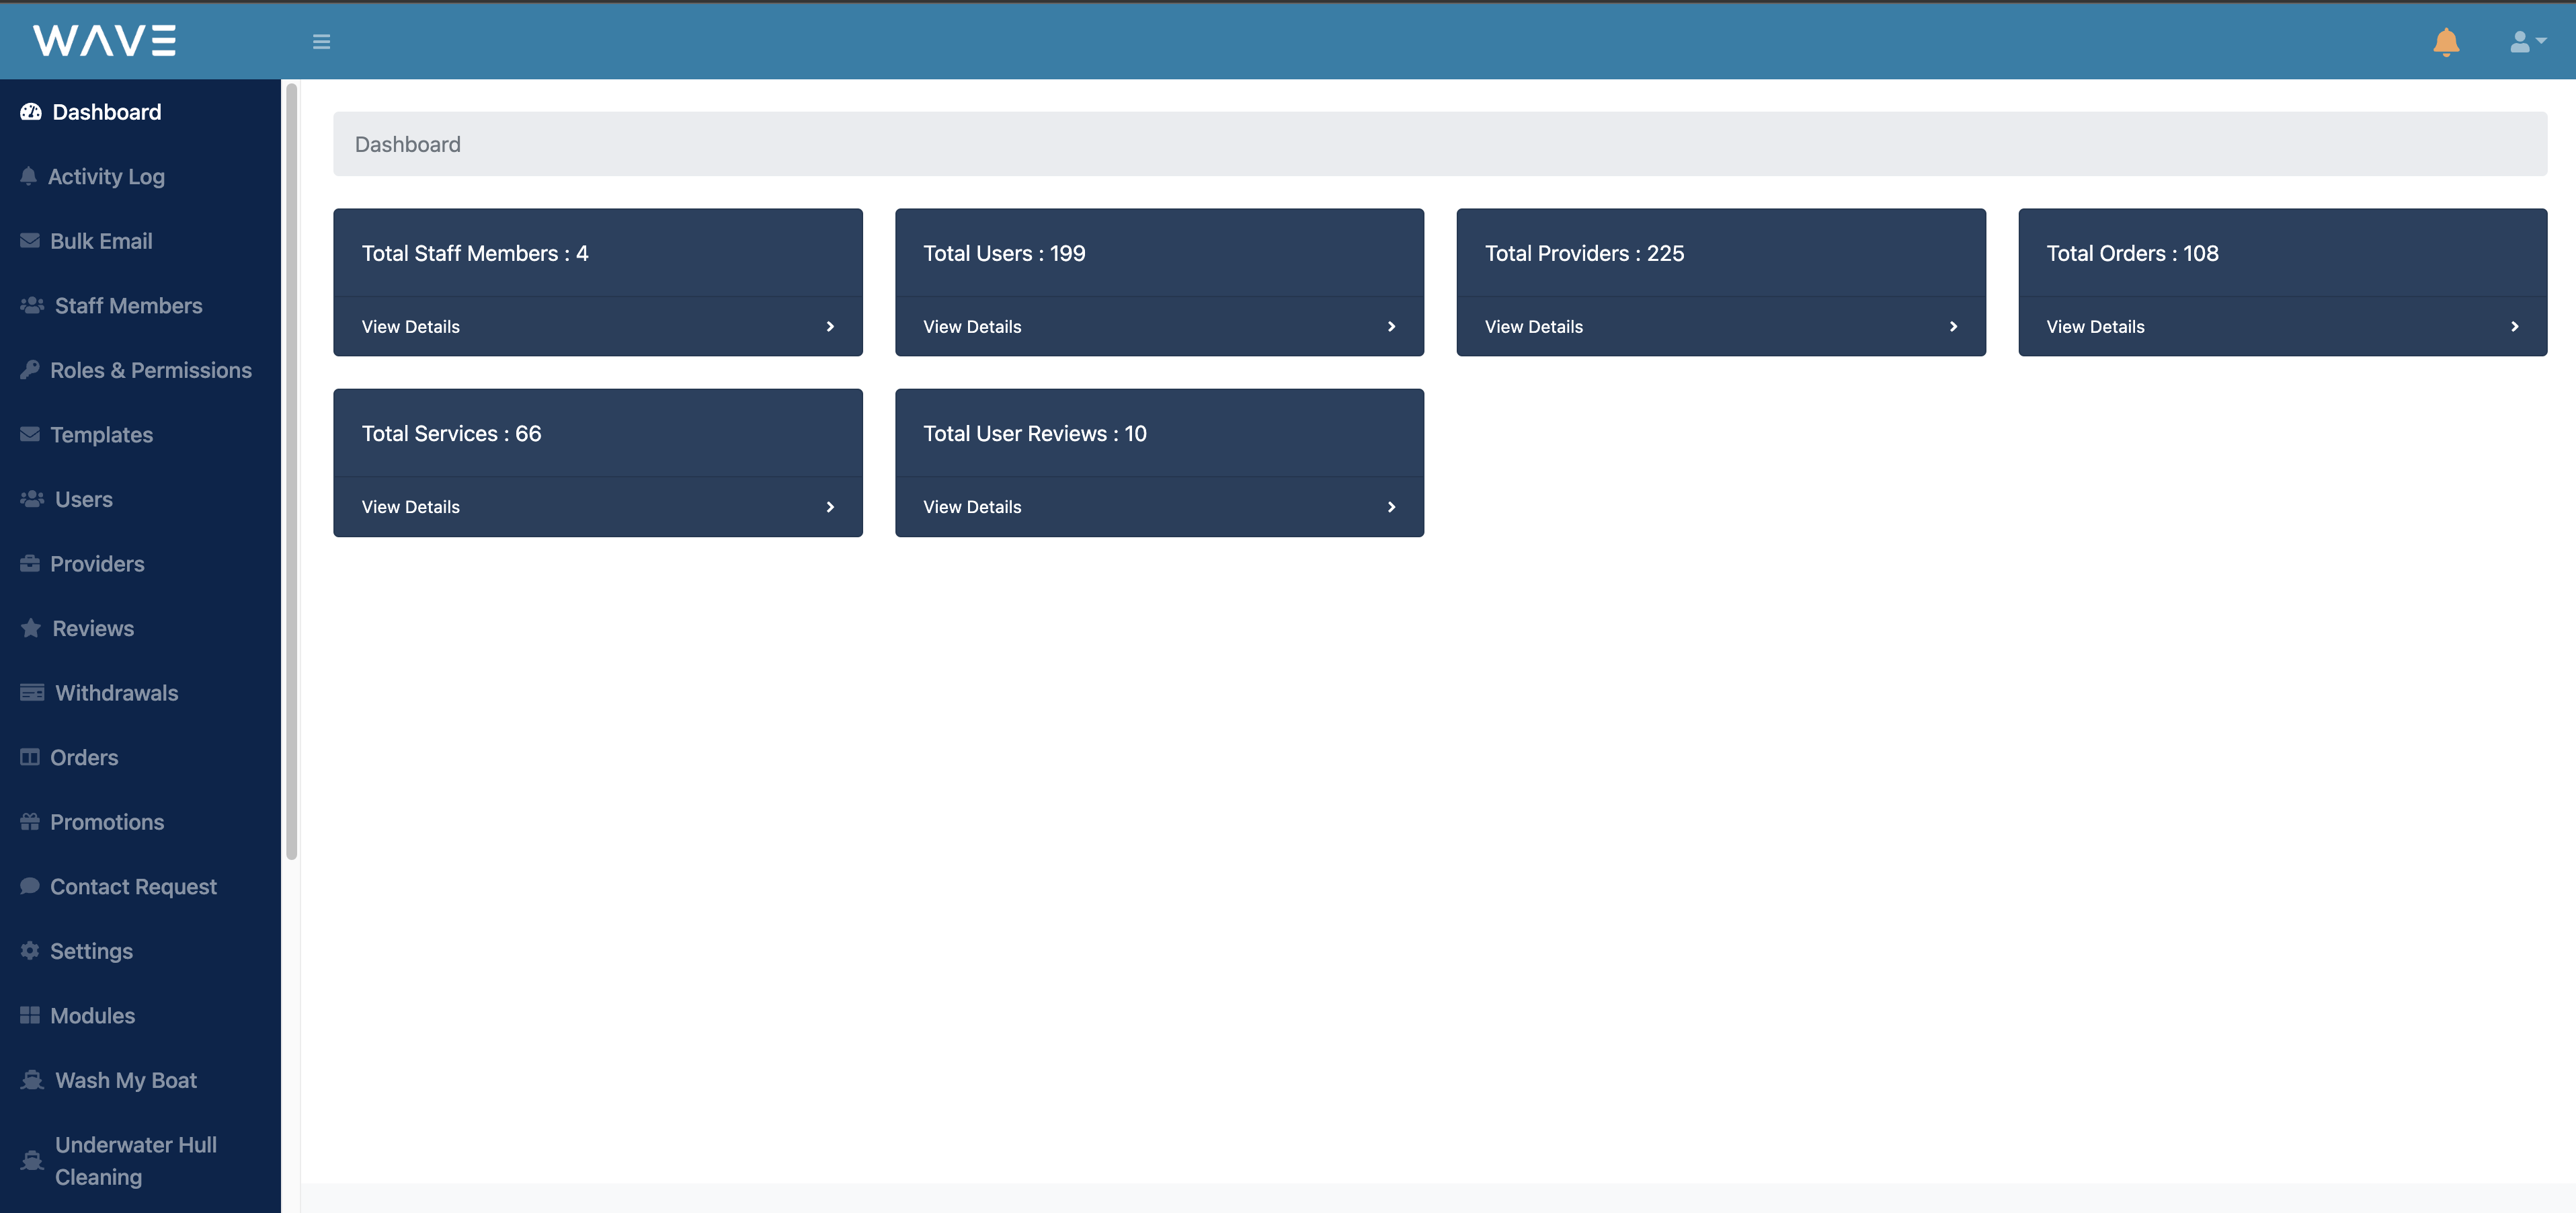 WAVE
Dashboard
Activity Log
Bulk Email
Staff Members
Roles & Permissions
Templates
Users
Providers
Reviews
Withdrawals
Orders
Promotions
Contact Request
Settings
Modules
Wash My Boat
Underwater Hull
Cleaning
Dashboard
Total Staff Members : 4
View Details
Total Users : 199
View Details
Total Providers : 225
View Details
Total Orders : 108
View Details
Total Services : 66
View Details
Total User Reviews : 10
View Details